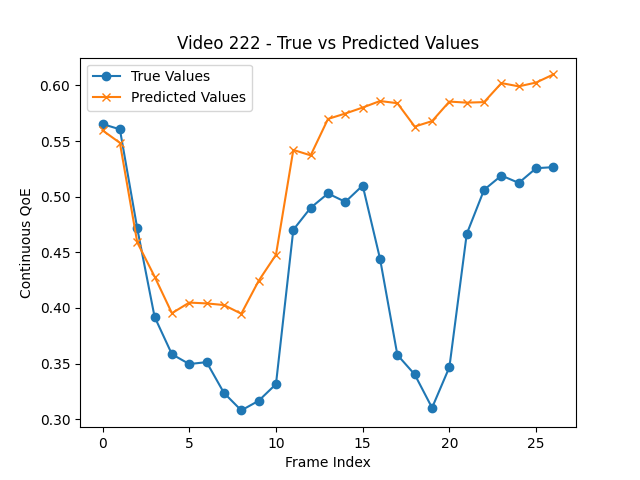 Video 222 - True vs Predicted Values
True Values
Predicted Values
Continuous QoE
0.60
0.55
0.50
0.45
0.40
0.35
0.30
0 5 10 15 20 25
Frame Index